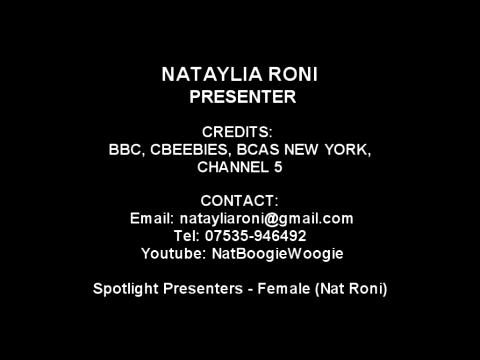 NATAYLIA RONI
PRESENTER
CREDITS:
BBC, CBEEBIES, BCAS NEW YORK,
CHANNEL 5
CONTACT:
Email: natayliaroni@gmail.com
Tel: 07535-946492
Youtube: NatBoogieWoogie
Spotlight Presenters - Female (Nat Roni)